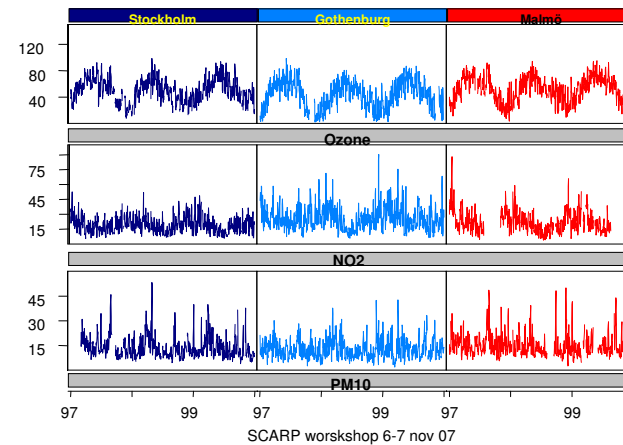 Stockholm Gothenburg Malmö
120
80
40
Ozone
75
45
15
NO2
45
30
15
PM10
97 99 97 99 97 99
SCARP worskshop 6-7 nov 07